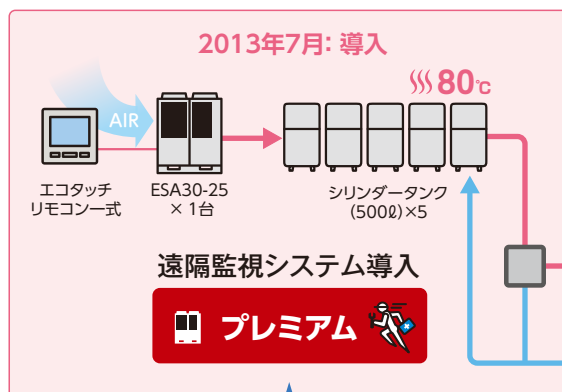 2013年7月: 導入
80℃
AIR
エコタッチ
リモコン一式
ESA30-25
× 1台
シリンダータンク
(500ℓ)×5
遠隔監視システム導入
プレミアム